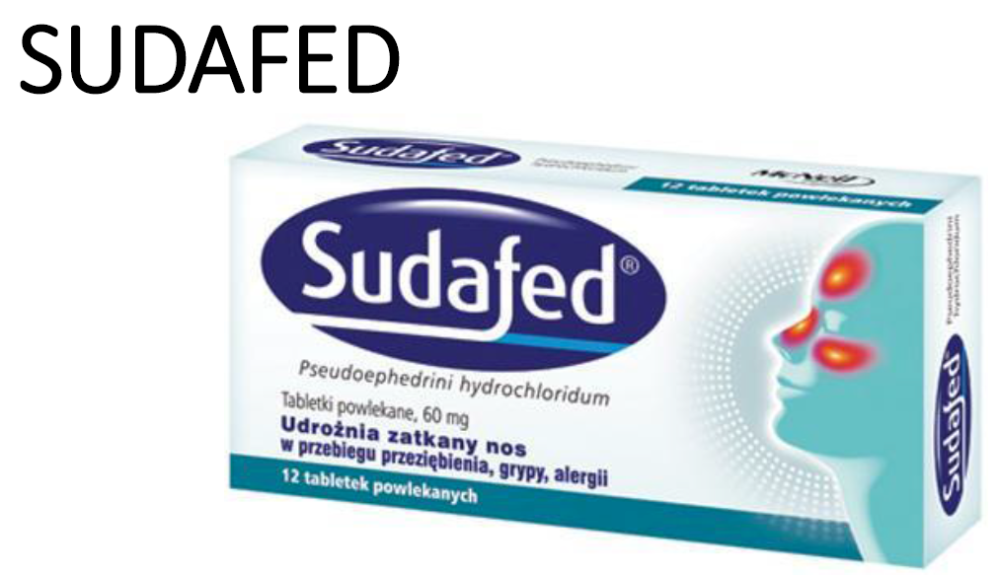 SUDAFED
Sudafed
McNeil
12 tabletek powlekanych
Sudafed®
Pseudoephedrini hydrochloridum
Tabletki powlekane, 60 mg
Udrożnia zatkany nos
w przebiegu przeziębienia, grypy, alergii
12 tabletek powlekanych
Pseudoephedrini
hydrochloridum
Sudafed